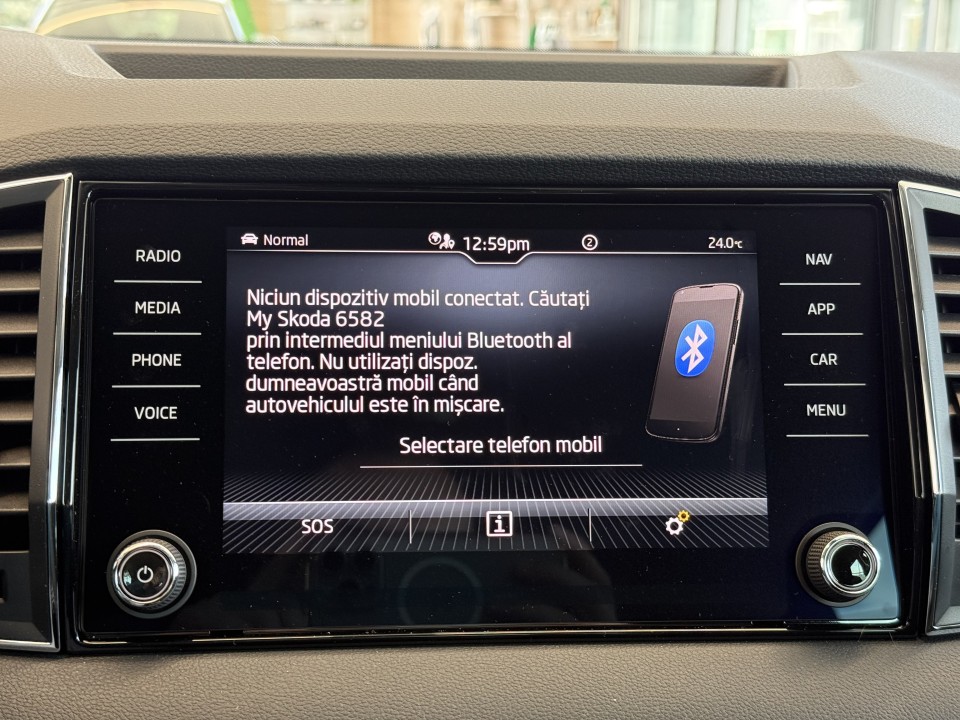 Normal
12:59pm
2
24.0°C
RADIO
MEDIA
PHONE
VOICE
Niciun dispozitiv mobil conectat. Căutați
My Skoda 6582
prin intermediul meniului Bluetooth al
telefon. Nu utilizați dispoz.
dumneavoastră mobil când
autovehiculul este în mișcare.
Selectare telefon mobil
SOS
i
NAV
APP
CAR
MENU